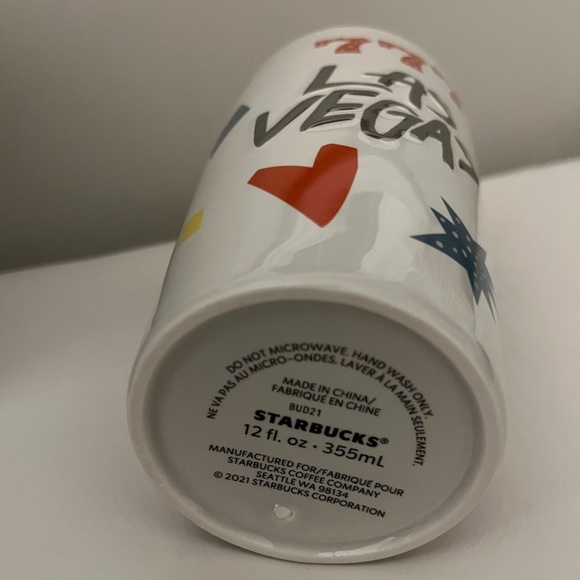 777
LAS
VEGAS
DO NOT MICROWAVE. HAND WASH ONLY.
NE VA PAS AU MICRO-ONDES. LAVER À LA MAIN SEULEMENT.
MADE IN CHINA/
FABRIQUÉ EN CHINE
BUD21
STARBUCKS®
12 fl. oz • 355mL
MANUFACTURED FOR/FABRIQUÉ POUR
STARBUCKS COFFEE COMPANY
SEATTLE WA 98134
© 2021 STARBUCKS CORPORATION